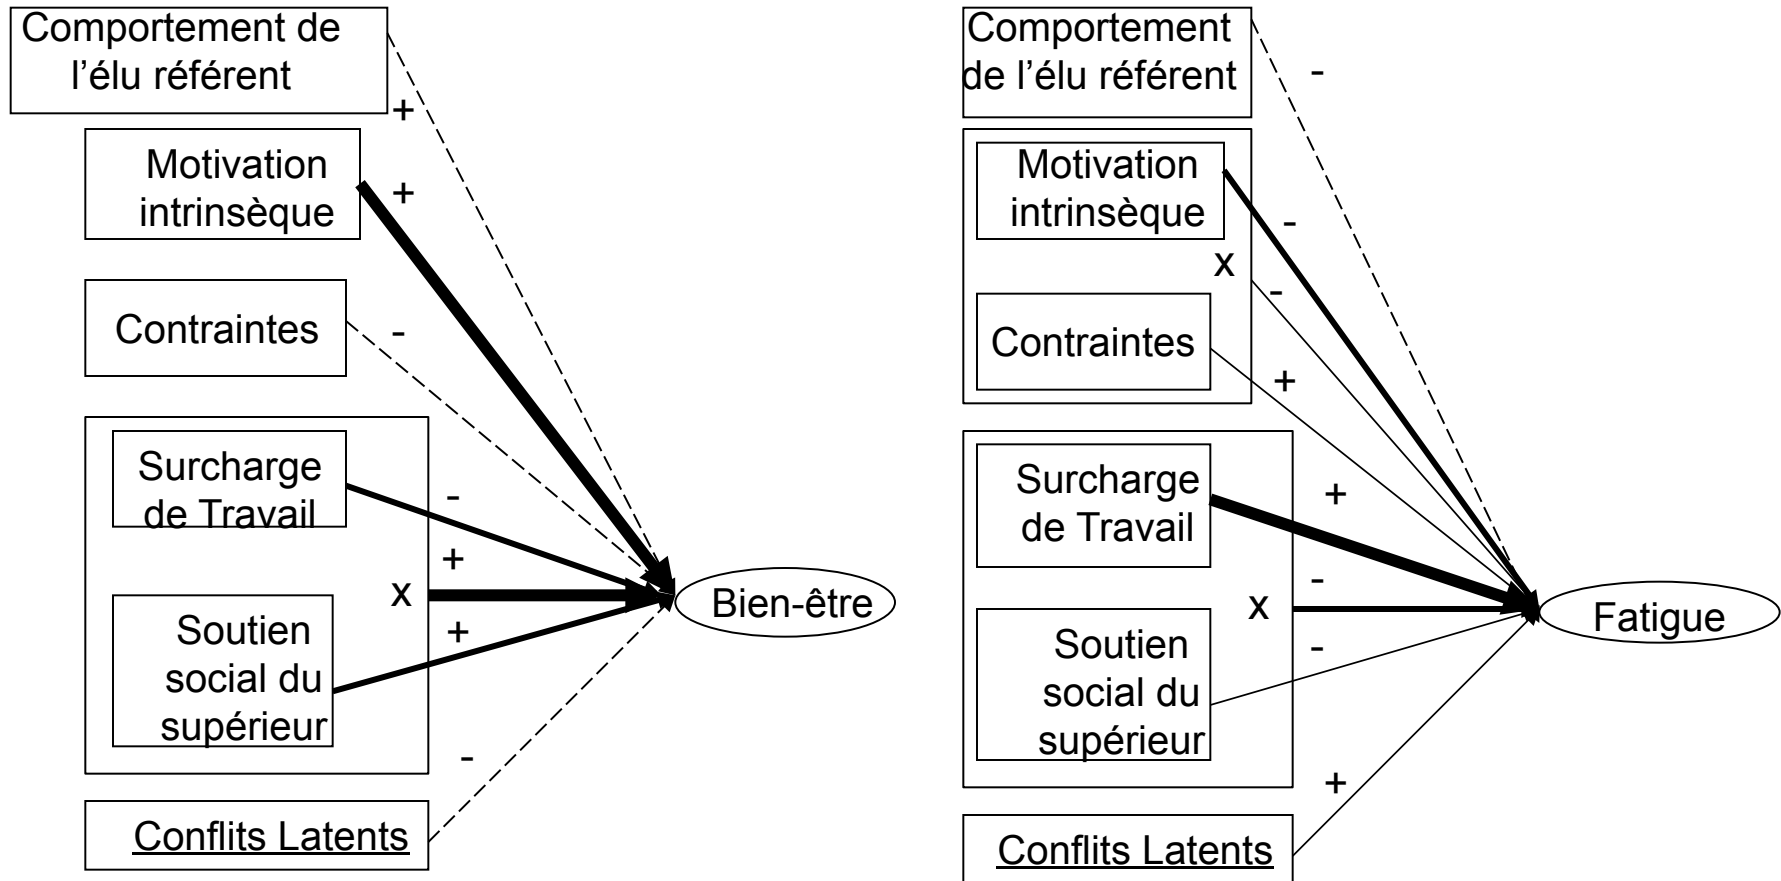 Comportement de
l’élu référent
+
Motivation
intrinsèque
+
Contraintes
-
Surcharge
de Travail
-
+
x
Bien-être
Soutien
social du
supérieur
+
-
Conflits Latents
Comportement
de l’élu référent
-
Motivation
intrinsèque
-
x
-
Contraintes
+
Surcharge
de Travail
+
-
x
Fatigue
Soutien
social du
supérieur
-
+
Conflits Latents